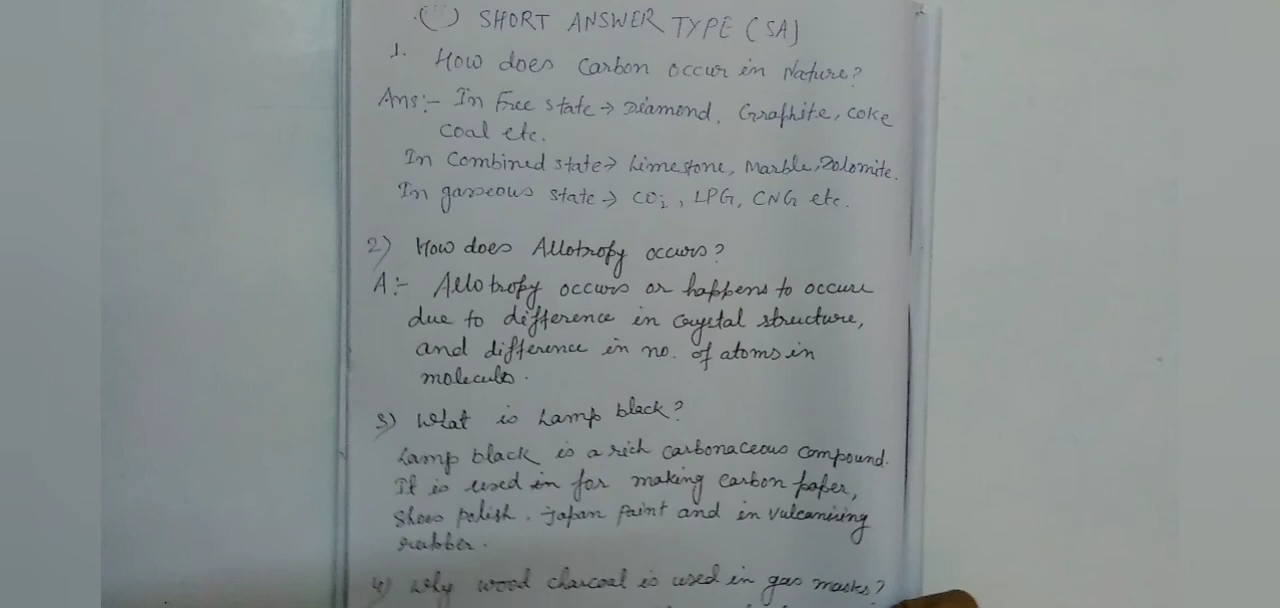 ( ) SHORT ANSWER TYPE (SA)
1. How does Carbon occur in Nature?
Ans:- In Free state → Diamond, Graphite, coke
coal etc.
In Combined state → Limestone, Marble, Dolomite.
In gaseous state → CO₂, LPG, CNG etc.
2) How does Allotropy occurs?
A:- Allotropy occurs or happens to occure
due to difference in crystal structure,
and difference in no. of atoms in
molecules.
3) What is Lamp black?
Lamp black is a rich carbonaceous compound.
It is used in for making carbon paper,
Shoes polish, Japan paint and in vulcanising
rubber.
4) Why wood charcoal is used in gas masks?